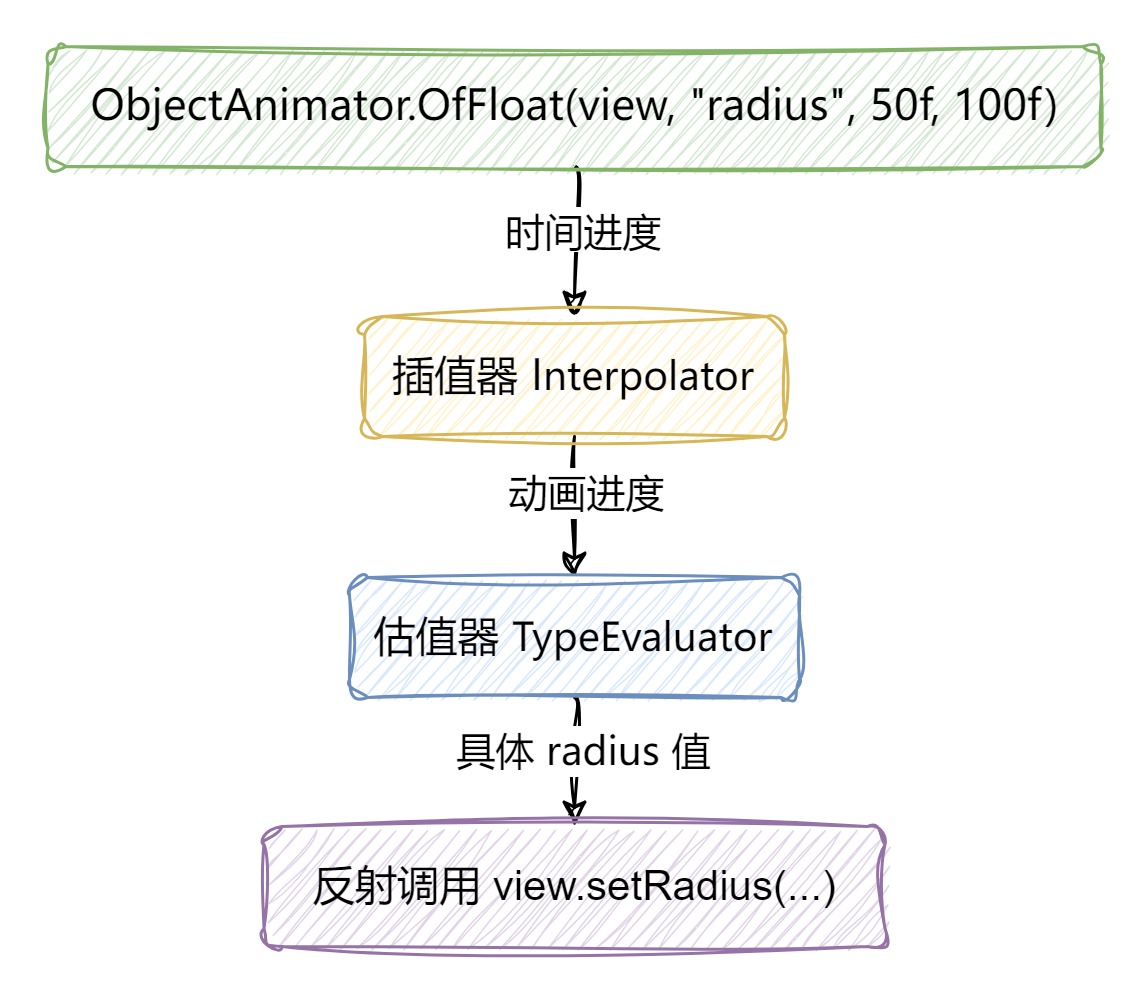 ObjectAnimator.OfFloat(view, "radius", 50f, 100f)
时间进度
插值器 Interpolator
动画进度
估值器 TypeEvaluator
具体 radius 值
反射调用 view.setRadius(...)